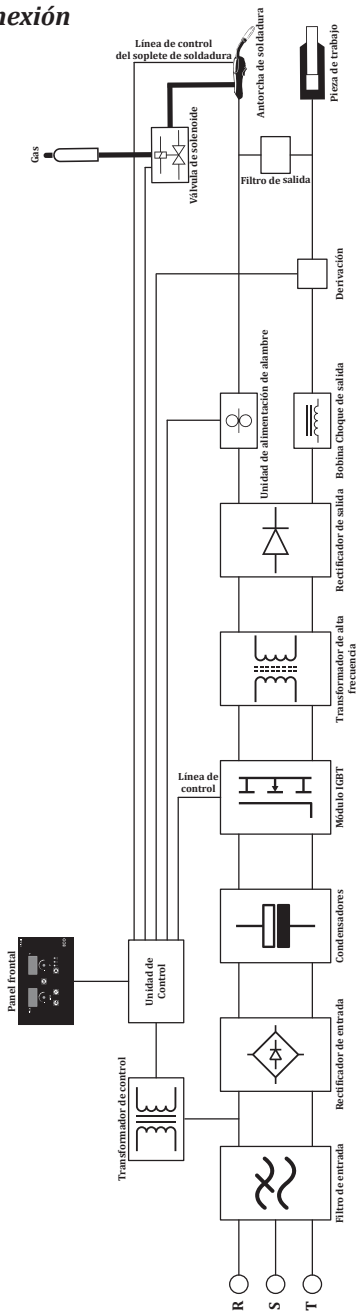 nexión
Panel frontal
Transformador de control
Unidad de
Control
Línea de
control
Línea de control
del soplete de soldadura
Gas
Válvula de solenoide
Antorcha de soldadura
Pieza de trabajo
Filtro de salida
Derivación
Unidad de alimentación de alambre
Bobina Choque de salida
Rectificador de salida
Transformador de alta
frecuencia
Módulo IGBT
Condensadores
Rectificador de entrada
Filtro de entrada
R
S
T